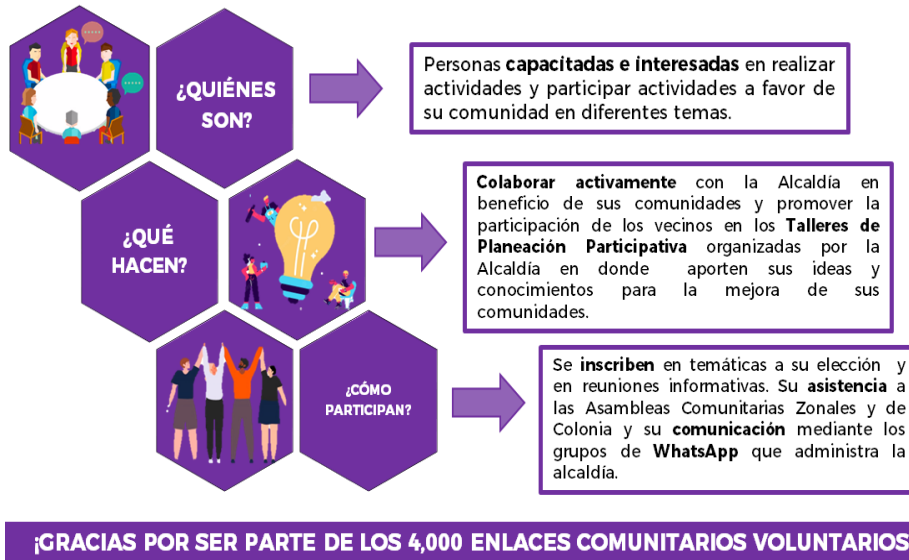 ¿QUIÉNES
SON?
Personas capacitadas e interesadas en realizar
actividades y participar actividades a favor de
su comunidad en diferentes temas.
¿QUÉ
HACEN?
Colaborar activamente con la Alcaldía en
beneficio de sus comunidades y promover la
participación de los vecinos en los Talleres de
Planeación Participativa organizadas por la
Alcaldía en donde aporten sus ideas y
conocimientos para la mejora de sus
comunidades.
¿CÓMO
PARTICIPAN?
Se inscriben en temáticas a su elección y
en reuniones informativas. Su asistencia a
las Asambleas Comunitarias Zonales y de
Colonia y su comunicación mediante los
grupos de WhatsApp que administra la
alcaldía.
¡GRACIAS POR SER PARTE DE LOS 4,000 ENLACES COMUNITARIOS VOLUNTARIOS